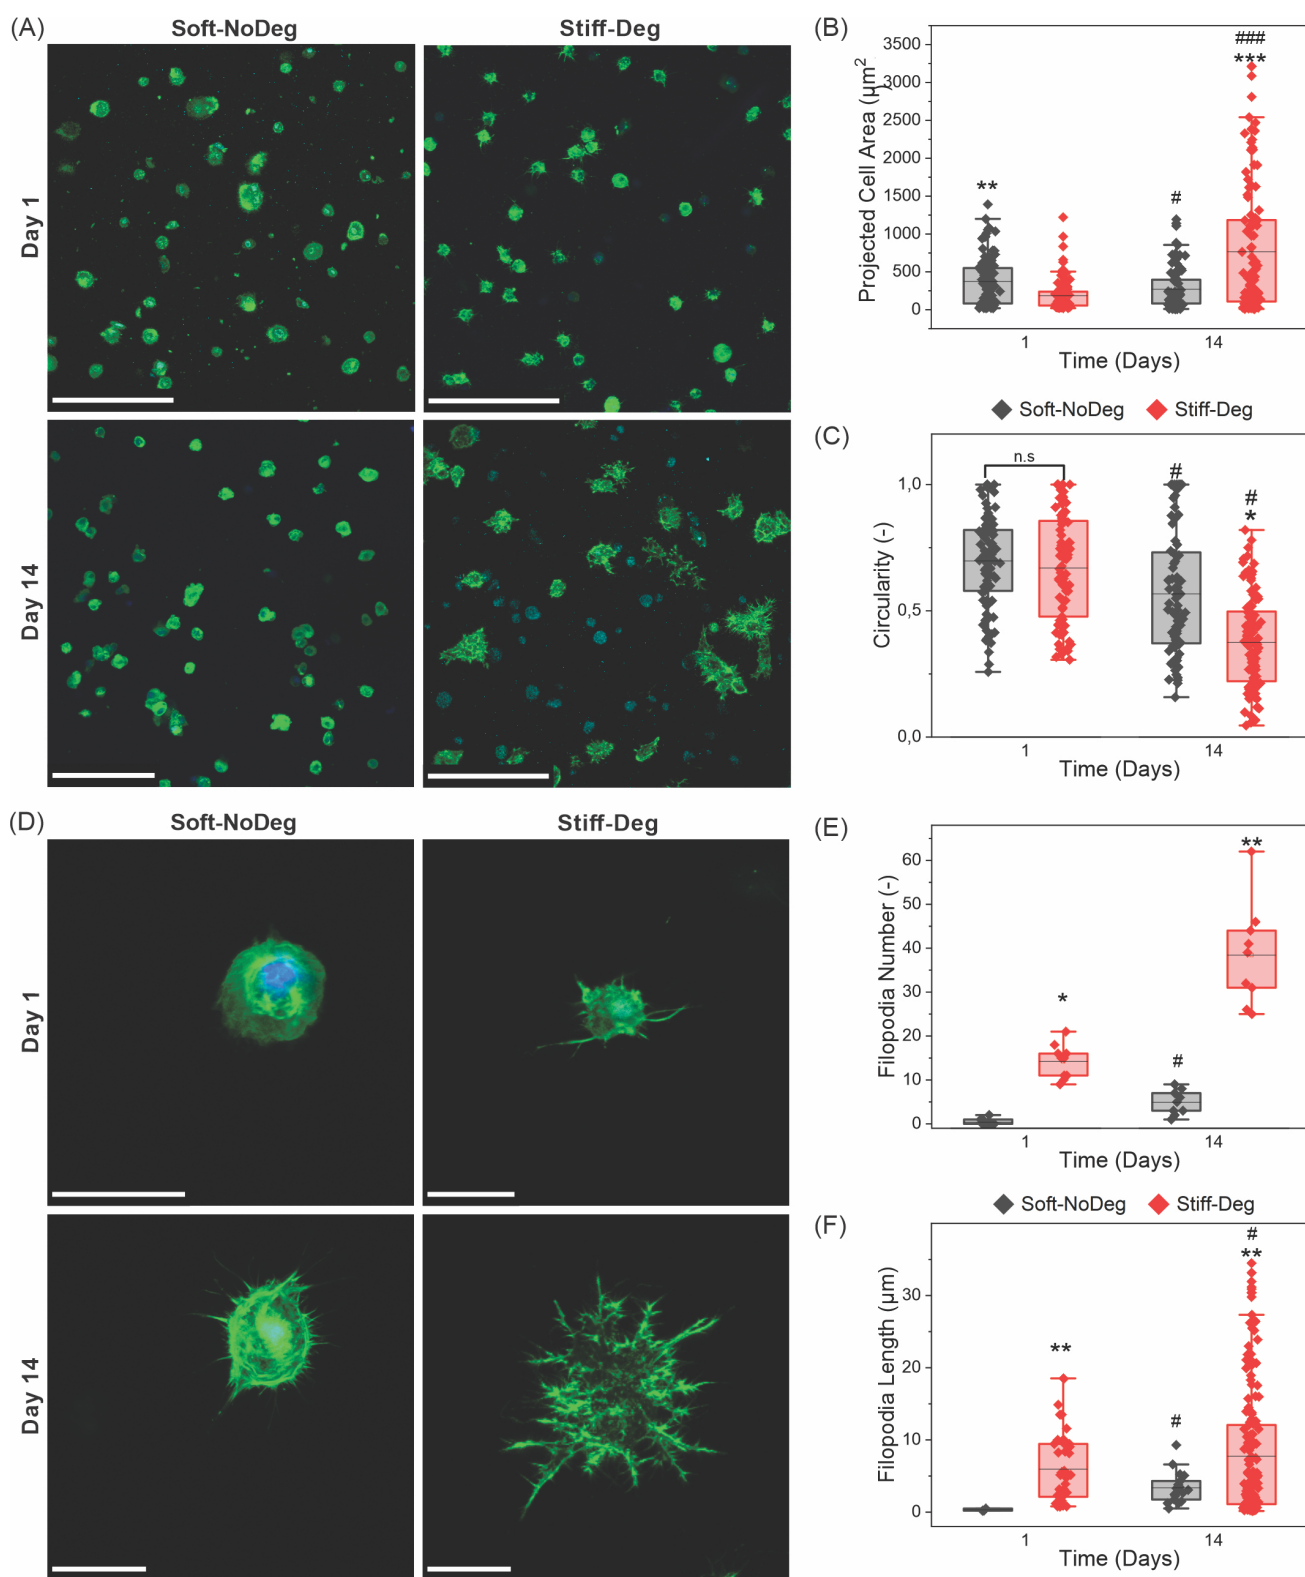 (A)
Soft-NoDeg
Stiff-Deg
Day 1
Day 14
(B)
Projected Cell Area (μm²)
3500
3000
2500
2000
1500
1000
500
0
**
#
###
***
1
14
Time (Days)
Soft-NoDeg
Stiff-Deg
(C)
Circularity (-)
1,0
0,5
0,0
n.s
#
#
*
1
14
Time (Days)
(D)
Soft-NoDeg
Stiff-Deg
Day 1
Day 14
(E)
Filopodia Number (-)
60
50
40
30
20
10
0
*
#
**
1
14
Time (Days)
Soft-NoDeg
Stiff-Deg
(F)
Filopodia Length (μm)
30
20
10
0
**
#
#
**
1
14
Time (Days)